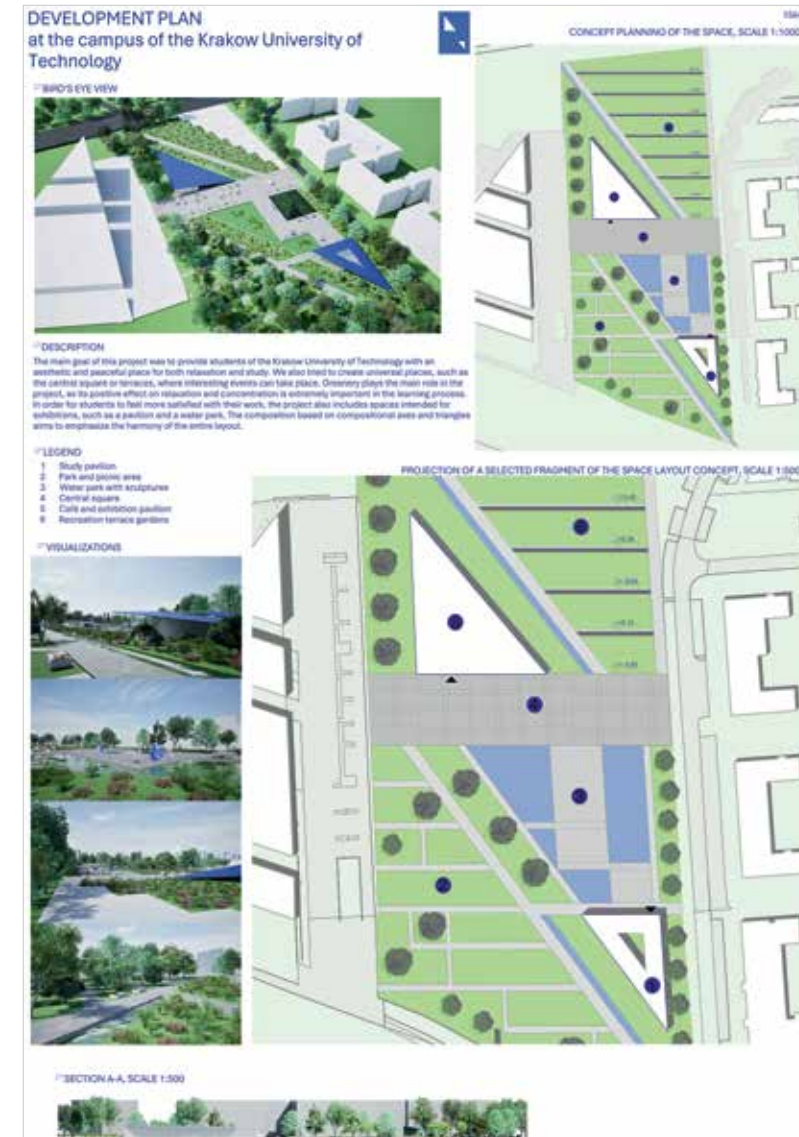 DEVELOPMENT PLAN
at the campus of the Krakow University of
Technology
CONCEPT PLANNING OF THE SPACE, SCALE 1:1000
BIRD'S EYE VIEW
DESCRIPTION
The main goal of this project was to provide students of the Krakow University of Technology with an
aesthetic and peaceful place for both relaxation and study. We also tried to create universal places, such as
the central square or terraces, where interesting events can take place. Greenery plays the main role in the
project, as its positive effect on relaxation and concentration is extremely important in the learning process.
In order for students to feel more satisfied with their work, the project also includes spaces intended for
exhibitions, such as a pavilion and a water park. The composition based on compositional axes and triangles
aims to emphasize the harmony of the entire layout.
LEGEND
1 Study pavilion
2 Park and picnic area
3 Water park with sculptures
4 Central square
5 Café and exhibition pavilion
6 Recreation terrace gardens
PROJECTION OF A SELECTED FRAGMENT OF THE SPACE LAYOUT CONCEPT, SCALE 1:500
VISUALIZATIONS
SECTION A-A, SCALE 1:500